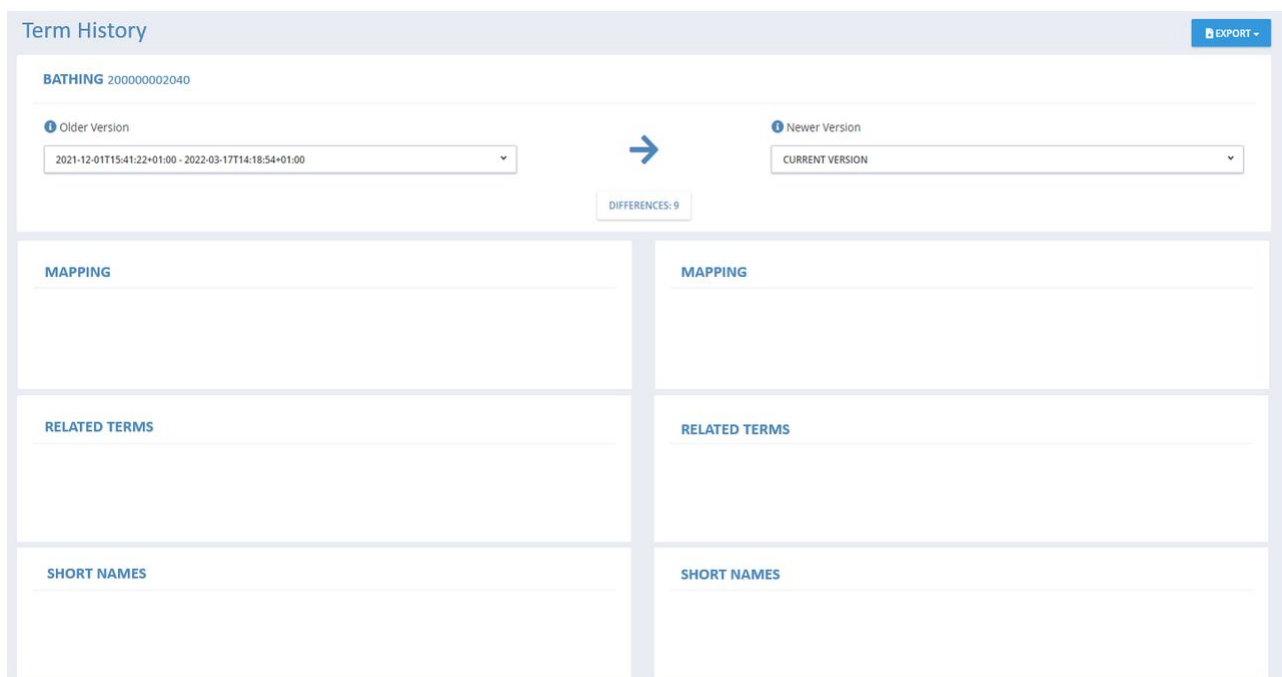 Term History
EXPORT
BATHING 200000002040
Older Version
Newer Version
2021-12-01T15:41:22+01:00 - 2022-03-17T14:18:54+01:00
CURRENT VERSION
DIFFERENCES: 9
MAPPING
MAPPING
RELATED TERMS
RELATED TERMS
SHORT NAMES
SHORT NAMES